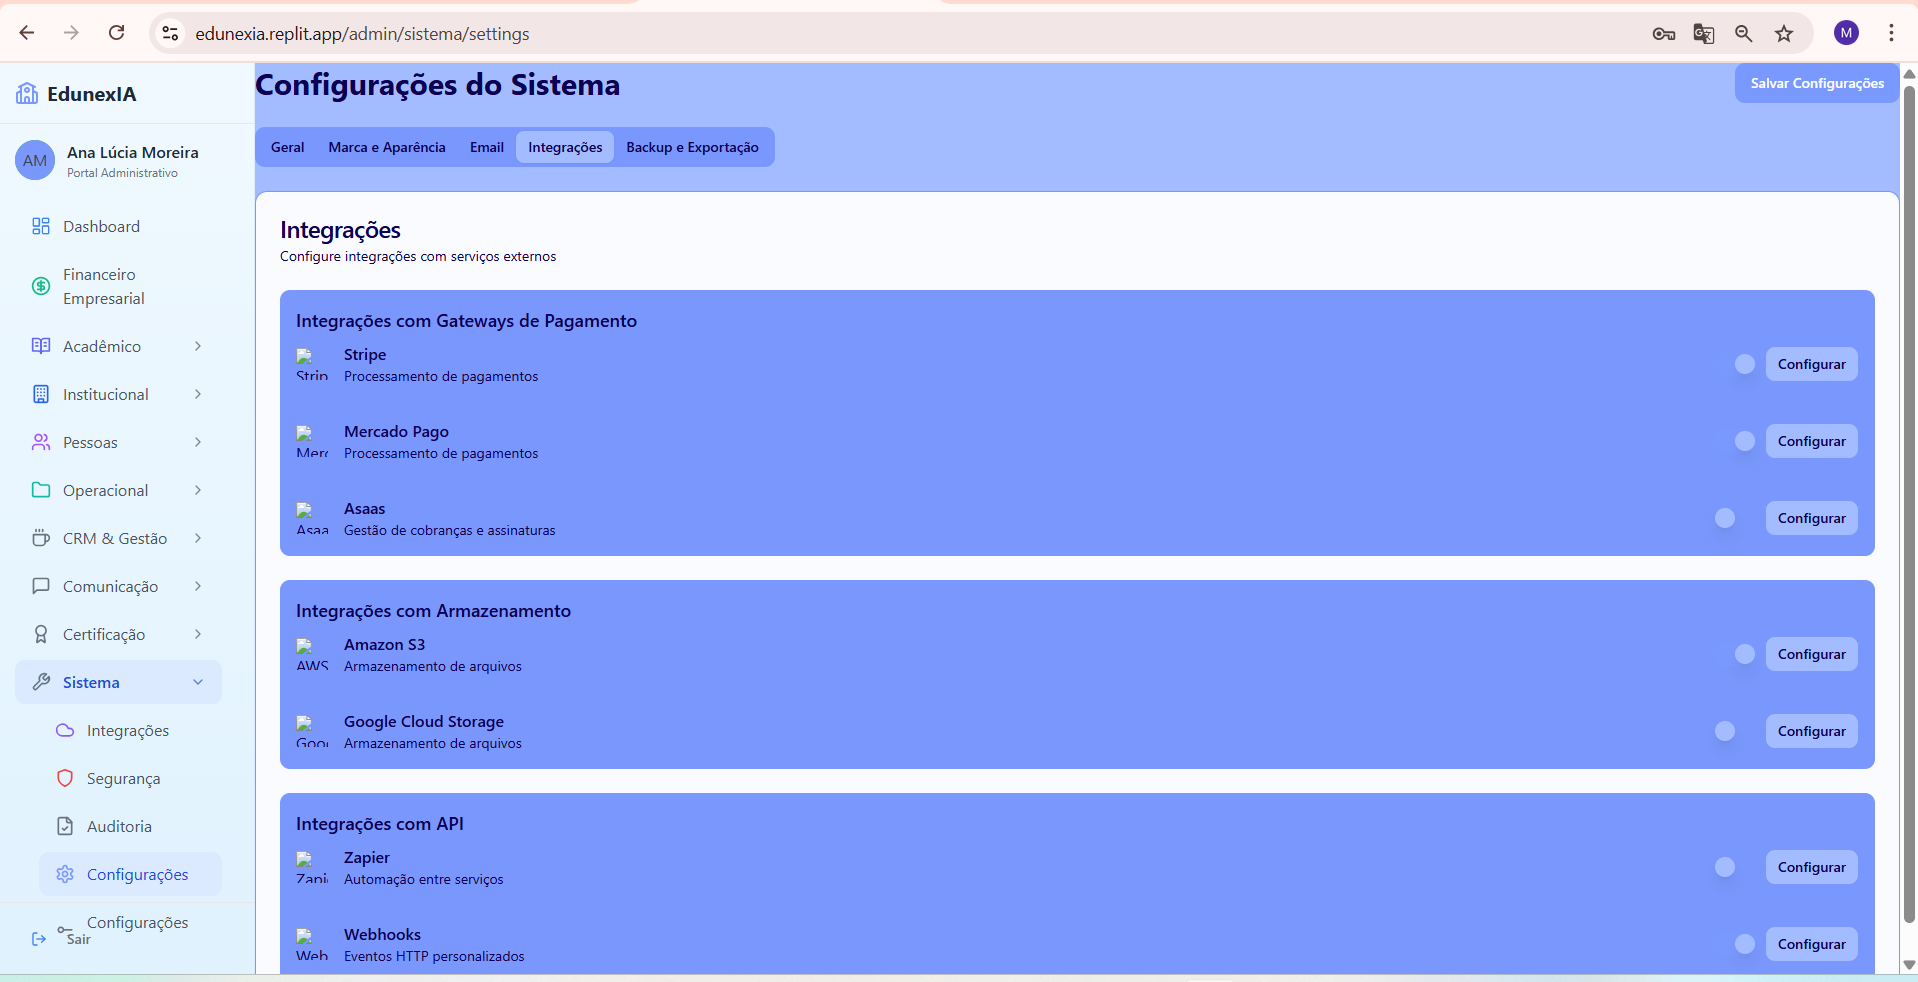 edunexia.replit.app/admin/sistema/settings
M
EdunexIA
AM
Ana Lúcia Moreira
Portal Administrativo
Dashboard
Financeiro
Empresarial
Acadêmico
Institucional
Pessoas
Operacional
CRM & Gestão
Comunicação
Certificação
Sistema
Integrações
Segurança
Auditoria
Configurações
Configurações
Sair
Configurações do Sistema
Salvar Configurações
Geral
Marca e Aparência
Email
Integrações
Backup e Exportação
Integrações
Configure integrações com serviços externos
Integrações com Gateways de Pagamento
Strip
Stripe
Processamento de pagamentos
Configurar
Merc
Mercado Pago
Processamento de pagamentos
Configurar
Asaa
Asaas
Gestão de cobranças e assinaturas
Configurar
Integrações com Armazenamento
AWS
Amazon S3
Armazenamento de arquivos
Configurar
Goo
Google Cloud Storage
Armazenamento de arquivos
Configurar
Integrações com API
Zapi
Zapier
Automação entre serviços
Configurar
Web
Webhooks
Eventos HTTP personalizados
Configurar